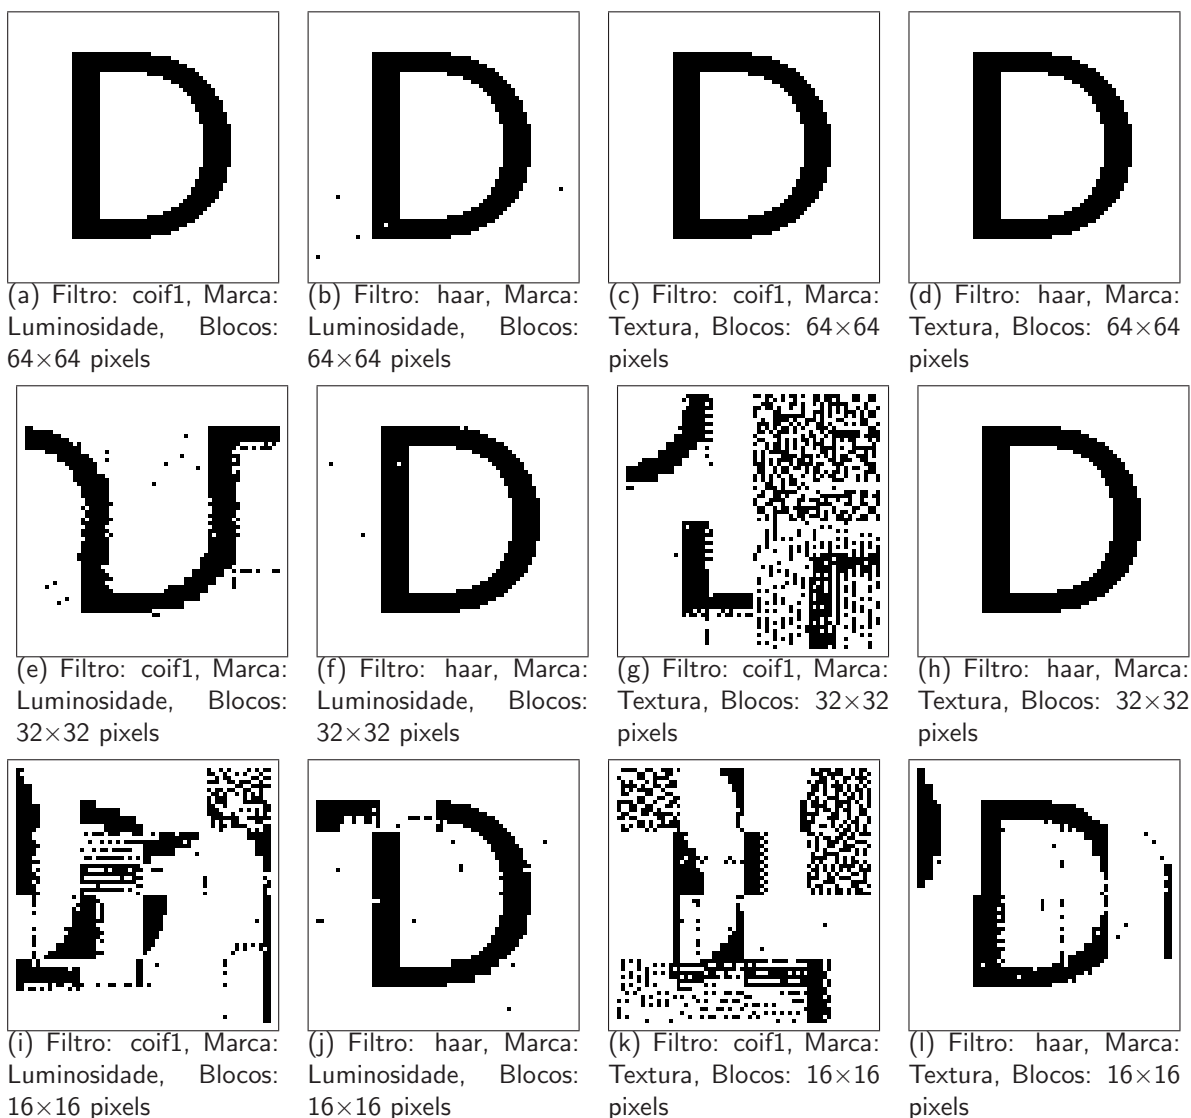 D D D D
(a) Filtro: coif1, Marca:
Luminosidade, Blocos:
64×64 pixels
(b) Filtro: haar, Marca:
Luminosidade, Blocos:
64×64 pixels
(c) Filtro: coif1, Marca:
Textura, Blocos: 64×64
pixels
(d) Filtro: haar, Marca:
Textura, Blocos: 64×64
pixels
D D
(e) Filtro: coif1, Marca:
Luminosidade, Blocos:
32×32 pixels
(f) Filtro: haar, Marca:
Luminosidade, Blocos:
32×32 pixels
(g) Filtro: coif1, Marca:
Textura, Blocos: 32×32
pixels
(h) Filtro: haar, Marca:
Textura, Blocos: 32×32
pixels
D D
(i) Filtro: coif1, Marca:
Luminosidade, Blocos:
16×16 pixels
(j) Filtro: haar, Marca:
Luminosidade, Blocos:
16×16 pixels
(k) Filtro: coif1, Marca:
Textura, Blocos: 16×16
pixels
(l) Filtro: haar, Marca:
Textura, Blocos: 16×16
pixels